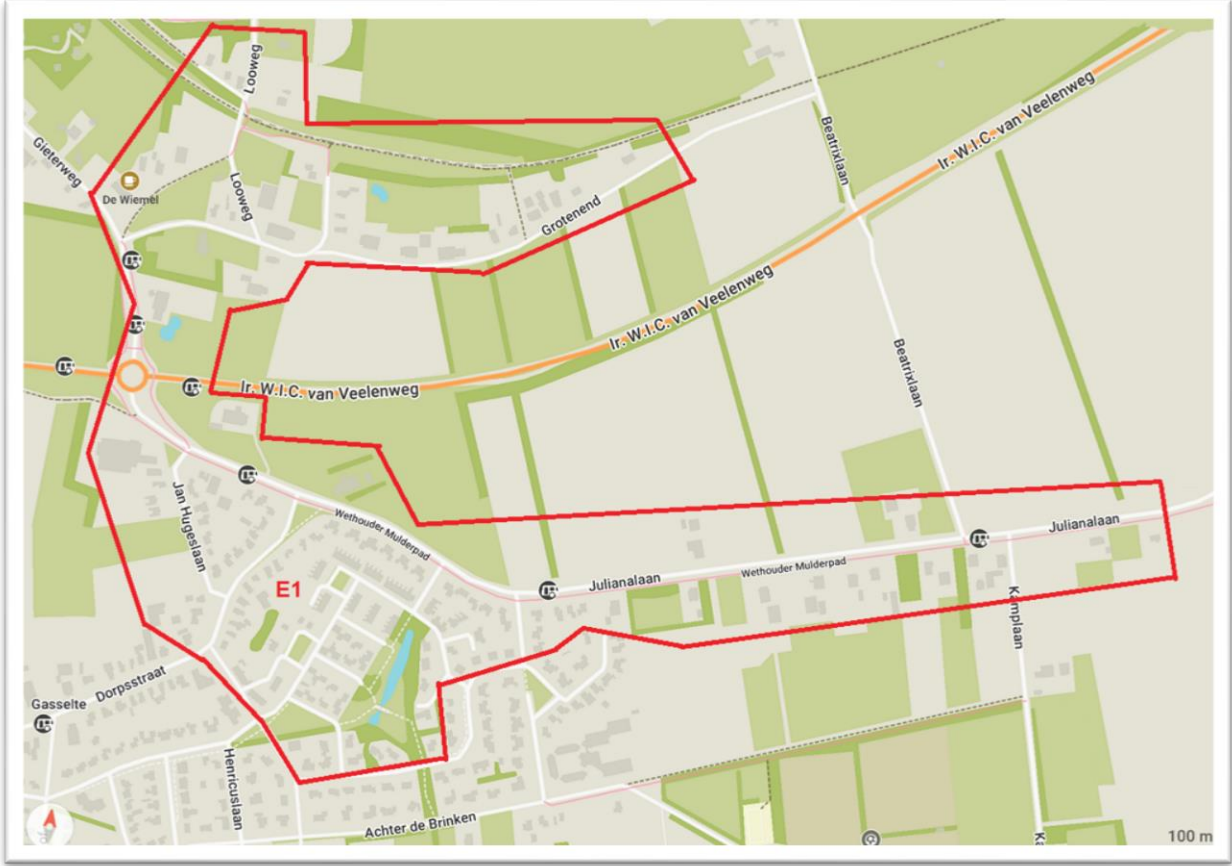 Looweg
Gieterweg
De Wiemel
Looweg
Grotenend
Beatrixlaan
Ir. W.I.C. van Veelenweg
Ir. W.I.C. van Veelenweg
Ir. W.I.C. van Veelenweg
Beatrixlaan
Jan Hugeslaan
Wethouder Mulderpad
Julianalaan
Julianalaan
Wethouder Mulderpad
E1
Kamplaan
Dorpsstraat
Gasselte
Henricuslaan
Achter de Brinken
Ka
100 m